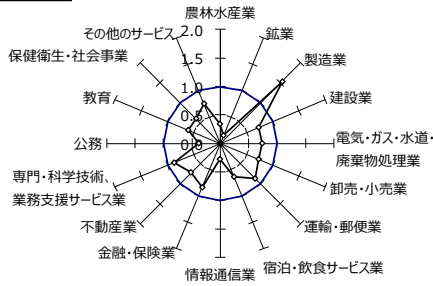 農林水産業
鉱業
製造業
建設業
電気・ガス・水道・
廃棄物処理業
卸売・小売業
運輸・郵便業
宿泊・飲食サービス業
情報通信業
金融・保険業
不動産業
専門・科学技術、
業務支援サービス業
公務
教育
保健衛生・社会事業
その他のサービス
2.0
1.5
1.0
0.5
0.0